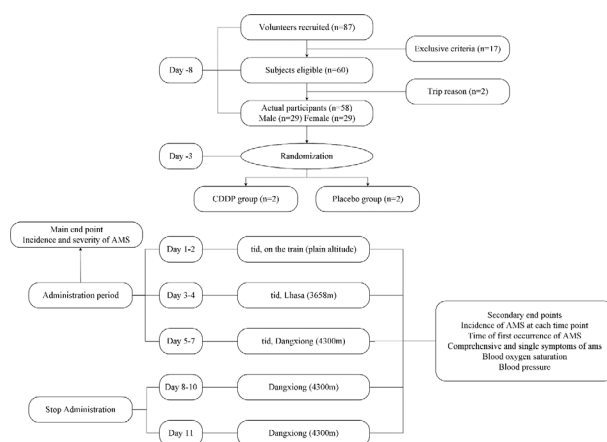 Volunteers recruited (n=87)
Exclusive criteria (n=17)
Day -8
Subjects eligible (n=60)
Trip reason (n=2)
Actual participants (n=58)
Male (n=29) Female (n=29)
Day -3
Randomization
CDDP group (n=2)
Placebo group (n=2)
Main end point
Incidence and severity of AMS
Day 1-2
tid, on the train (plain altitude)
Administration period
Day 3-4
tid, Lhasa (3658m)
Day 5-7
tid, Dangxiong (4300m)
Secondary end points
Incidence of AMS at each time point
Time of first occurrence of AMS
Comprehensive and single symptoms of ams
Blood oxygen saturation
Blood pressure
Day 8-10
Dangxiong (4300m)
Stop Administration
Day 11
Dangxiong (4300m)